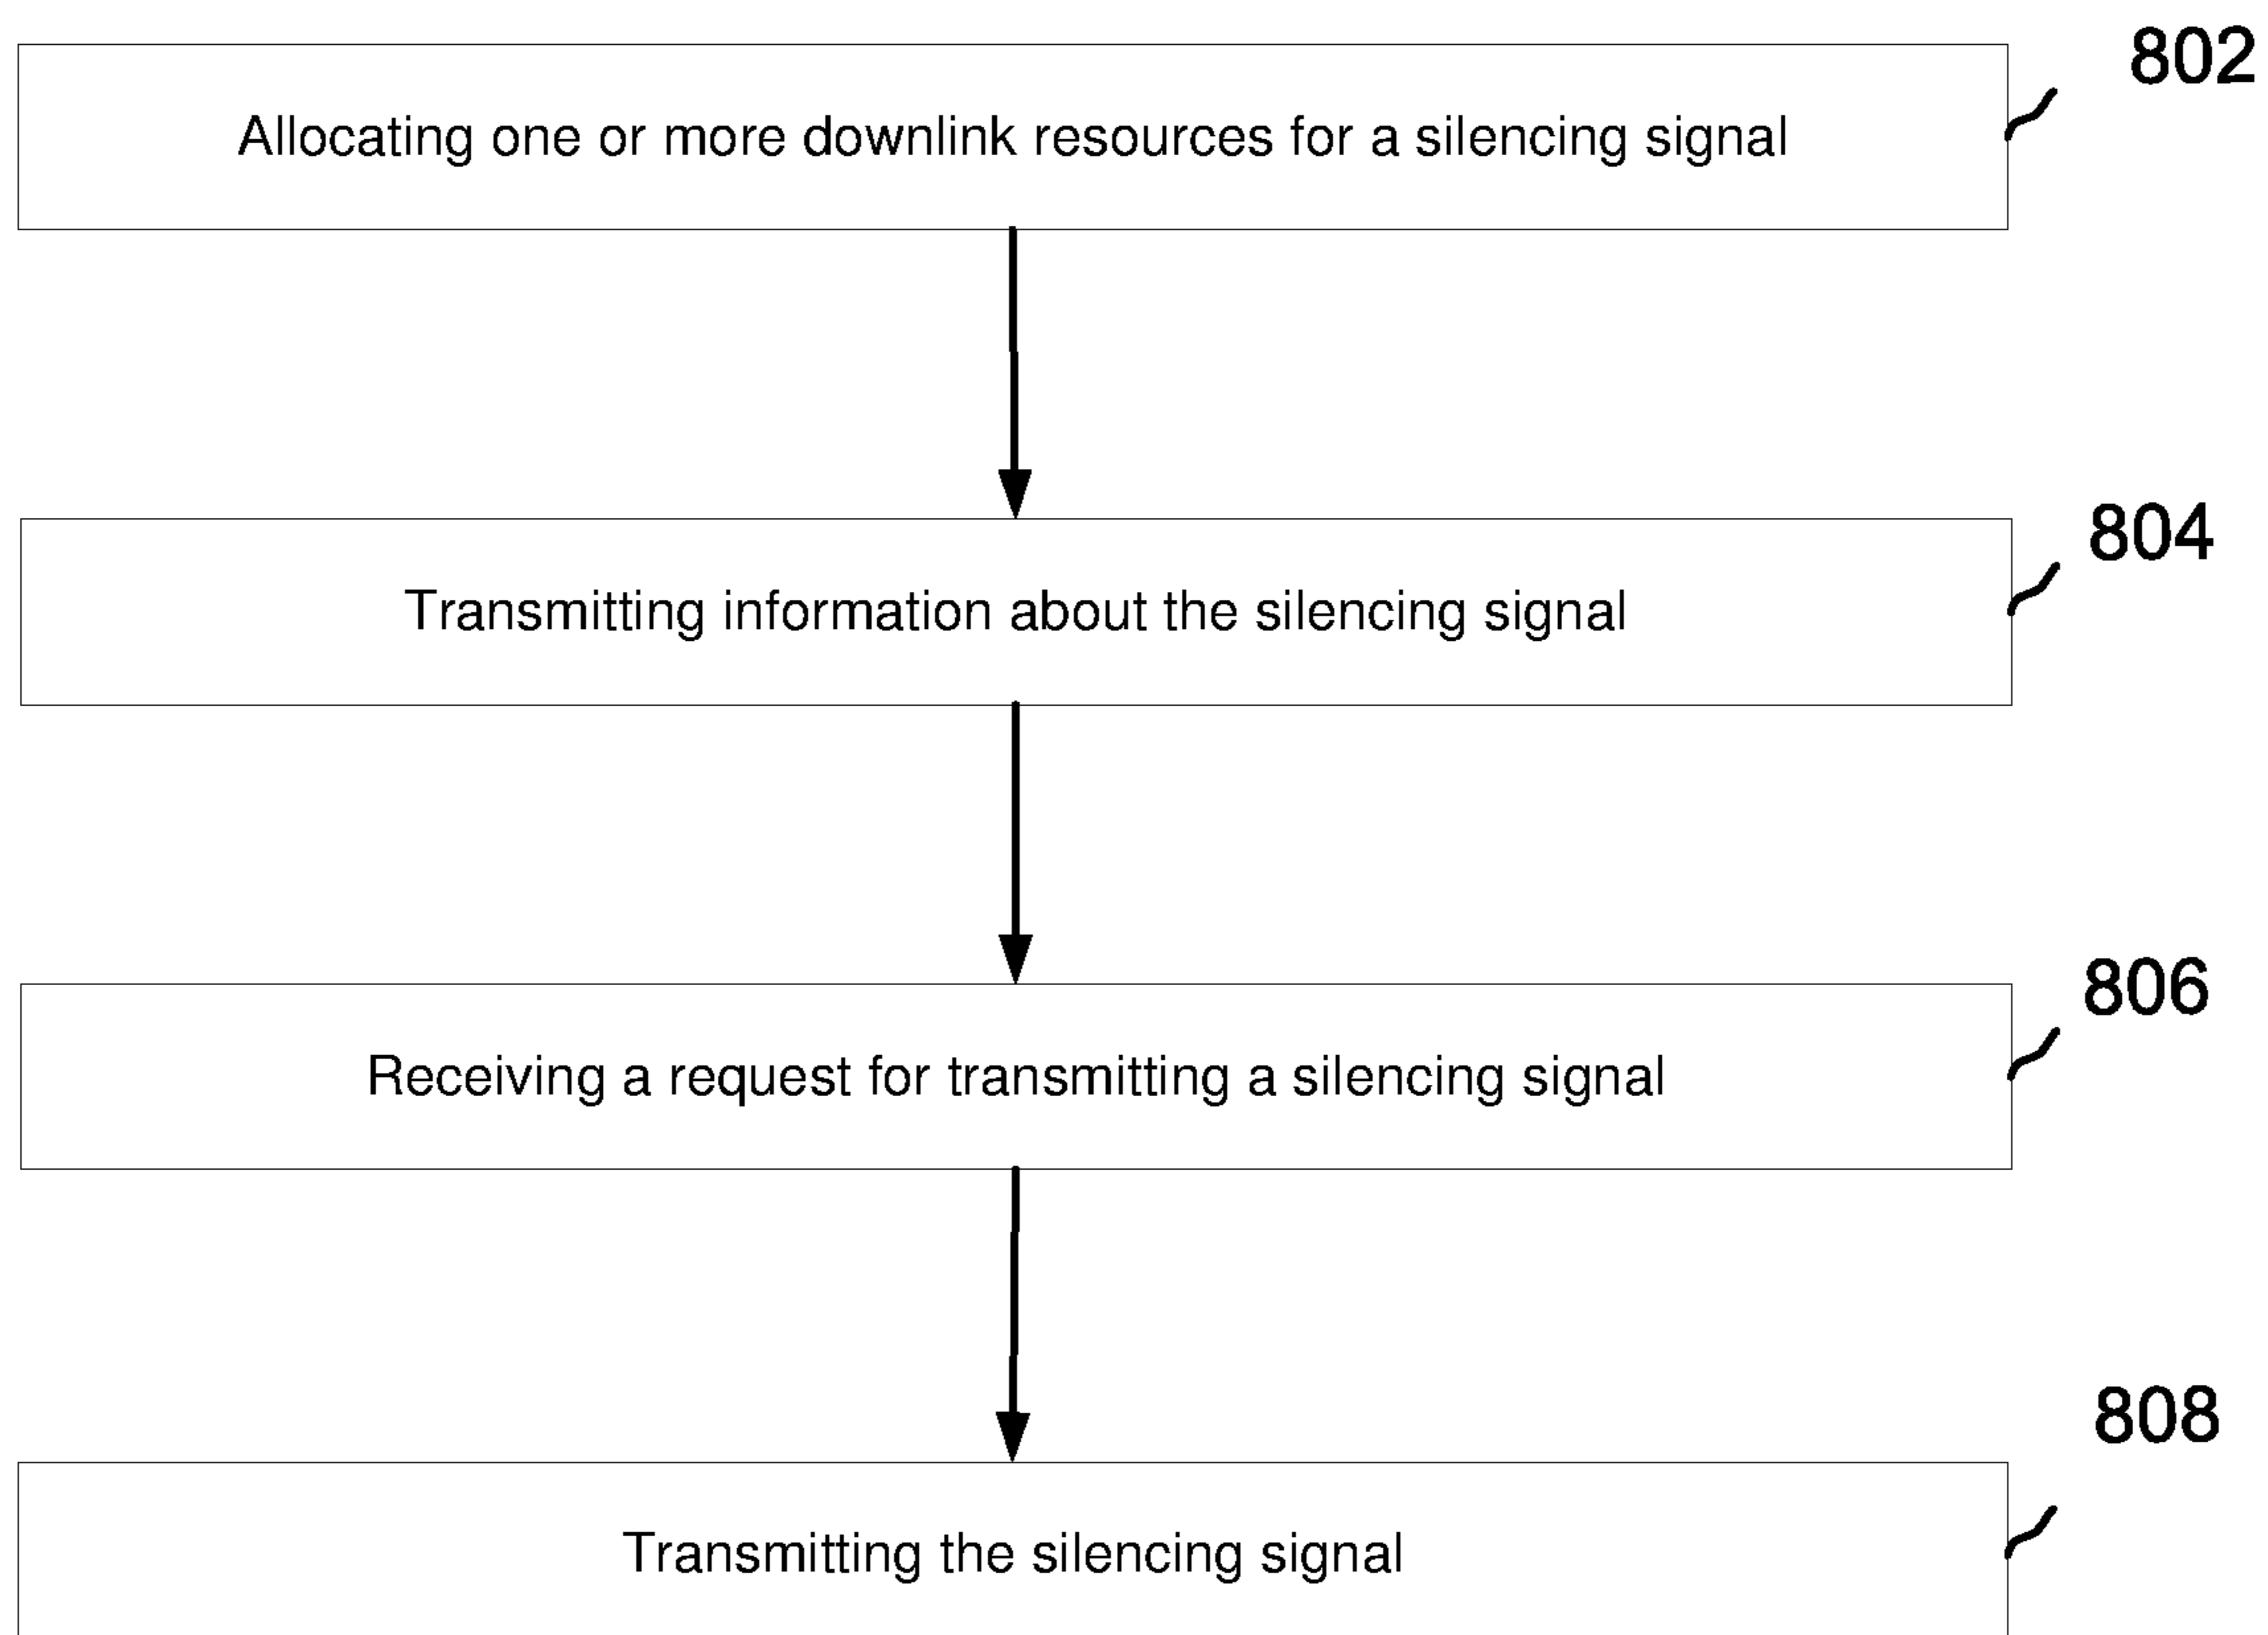 802
Allocating one or more downlink resources for a silencing signal
804
Transmitting information about the silencing signal
806
Receiving a request for transmitting a silencing signal
808
Transmitting the silencing signal